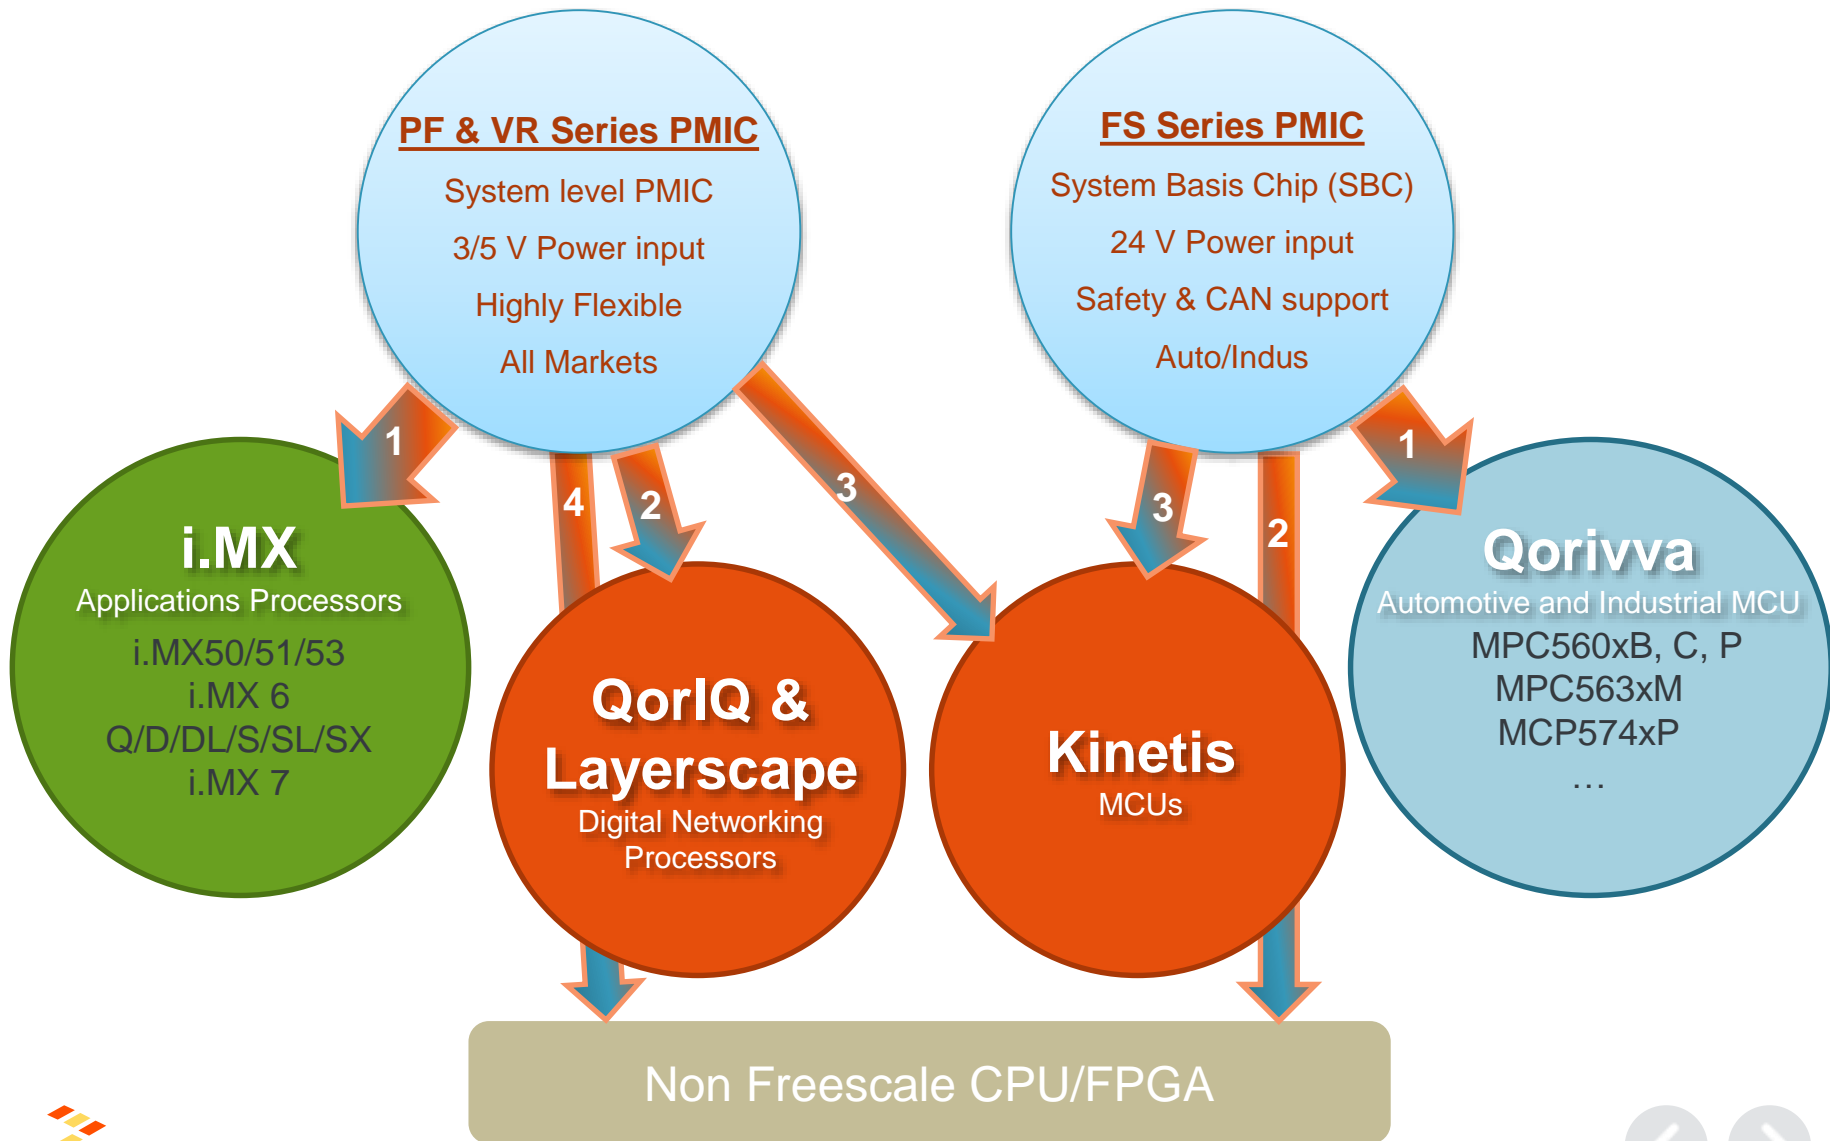 PF & VR Series PMIC
System level PMIC
3/5 V Power input
Highly Flexible
All Markets
FS Series PMIC
System Basis Chip (SBC)
24 V Power input
Safety & CAN support
Auto/Indus
1
4
2
3
3
2
1
i.MX
Applications Processors
i.MX50/51/53
i.MX 6
Q/D/DL/S/SL/SX
i.MX 7
QorIQ &
Layerscape
Digital Networking
Processors
Kinetis
MCUs
Qorivva
Automotive and Industrial MCU
MPC560xB, C, P
MPC563xM
MCP574xP
…
Non Freescale CPU/FPGA